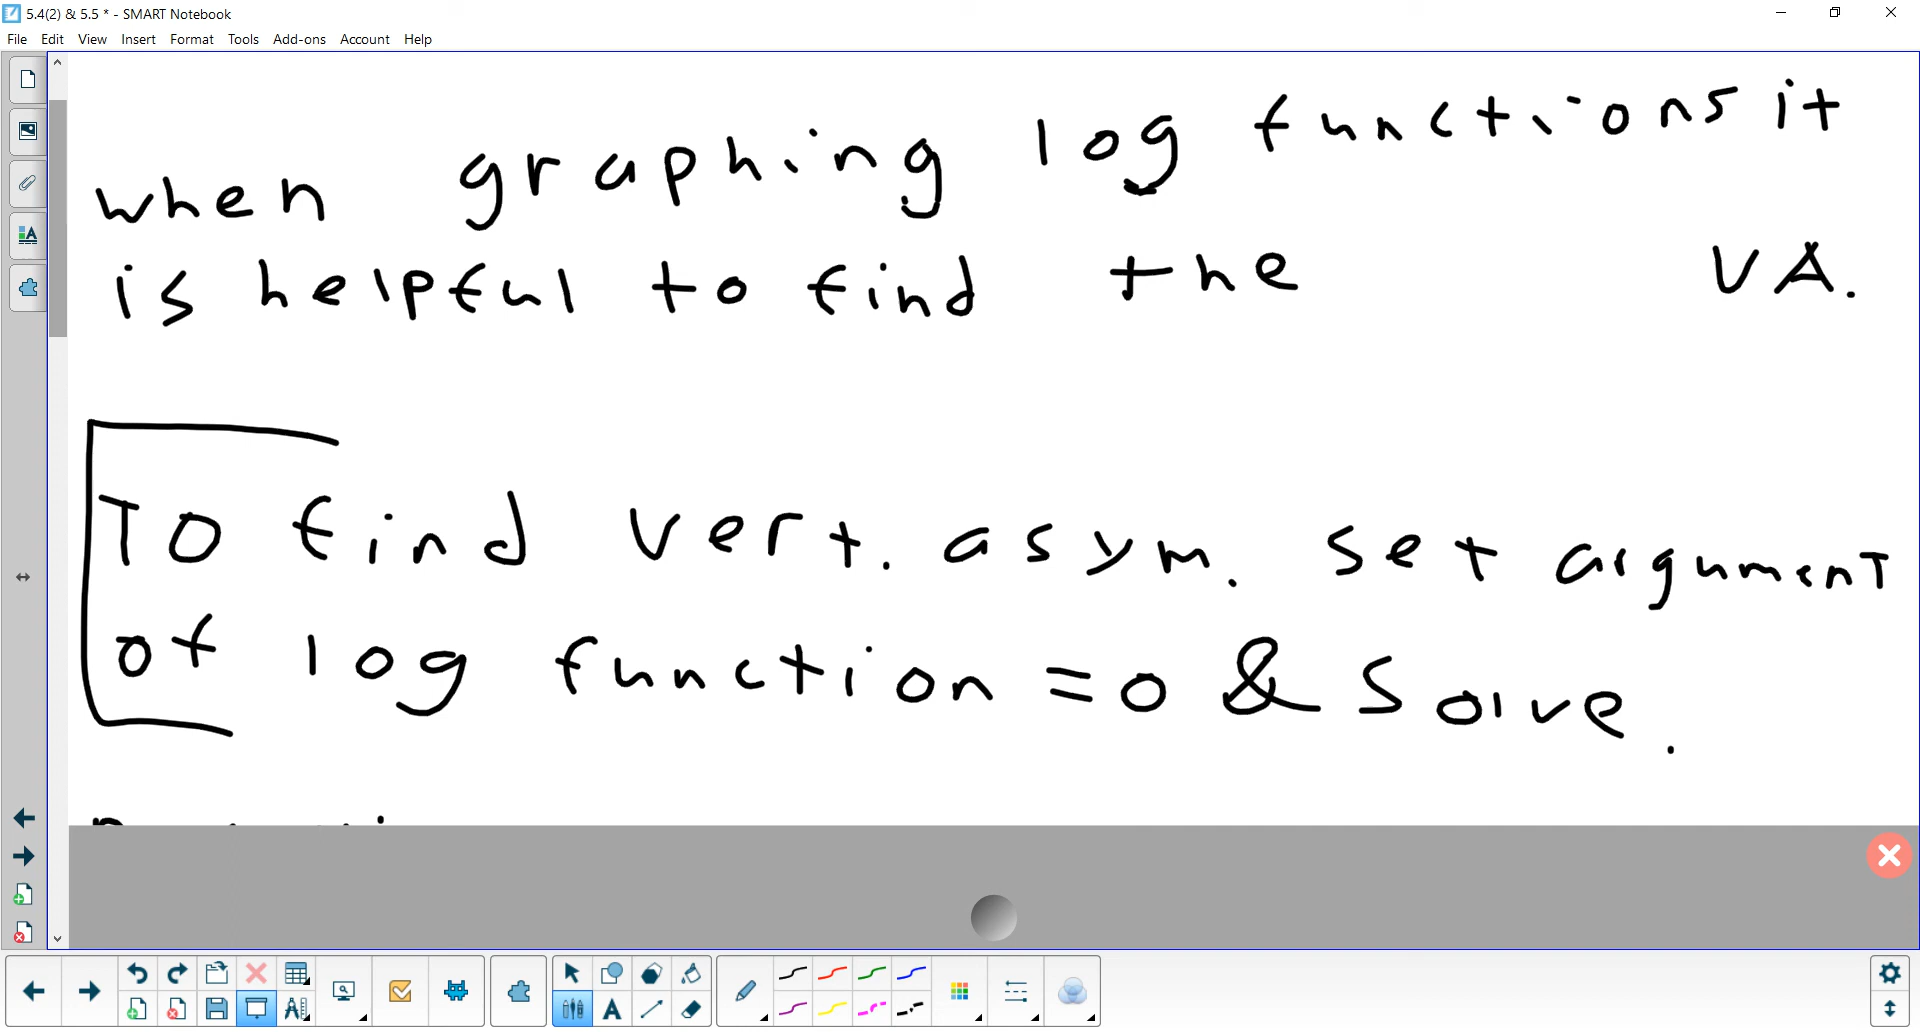 5.4(2) & 5.5 * - SMART Notebook
File Edit View Insert Format Tools Add-ons Account Help
when graphing log functions it
is helpful to find the VA.
To find vert. asym. set argument
of log function = 0 & solve.